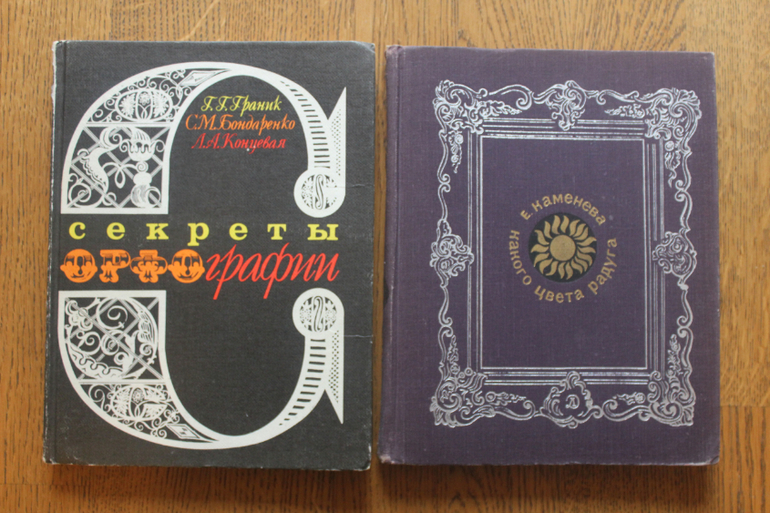 Г. Г. Граник
С. М. Бондаренко
Л. А. Концевая
секреты
ОРФОграфии
Е. Каменева
какого цвета радуга